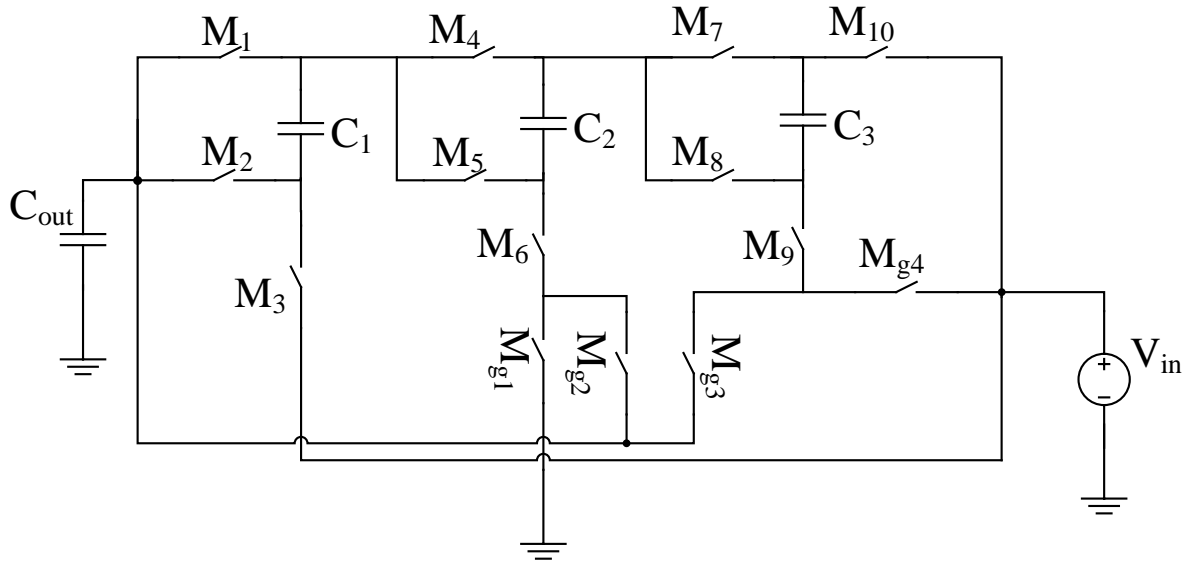 M₁
M₄
M₇
M₁₀
C₁
C₂
C₃
M₂
M₅
M₈
Cout
M₆
M₉
Mg4
M₃
Mg1
Mg2
Mg3
+
−
Vin